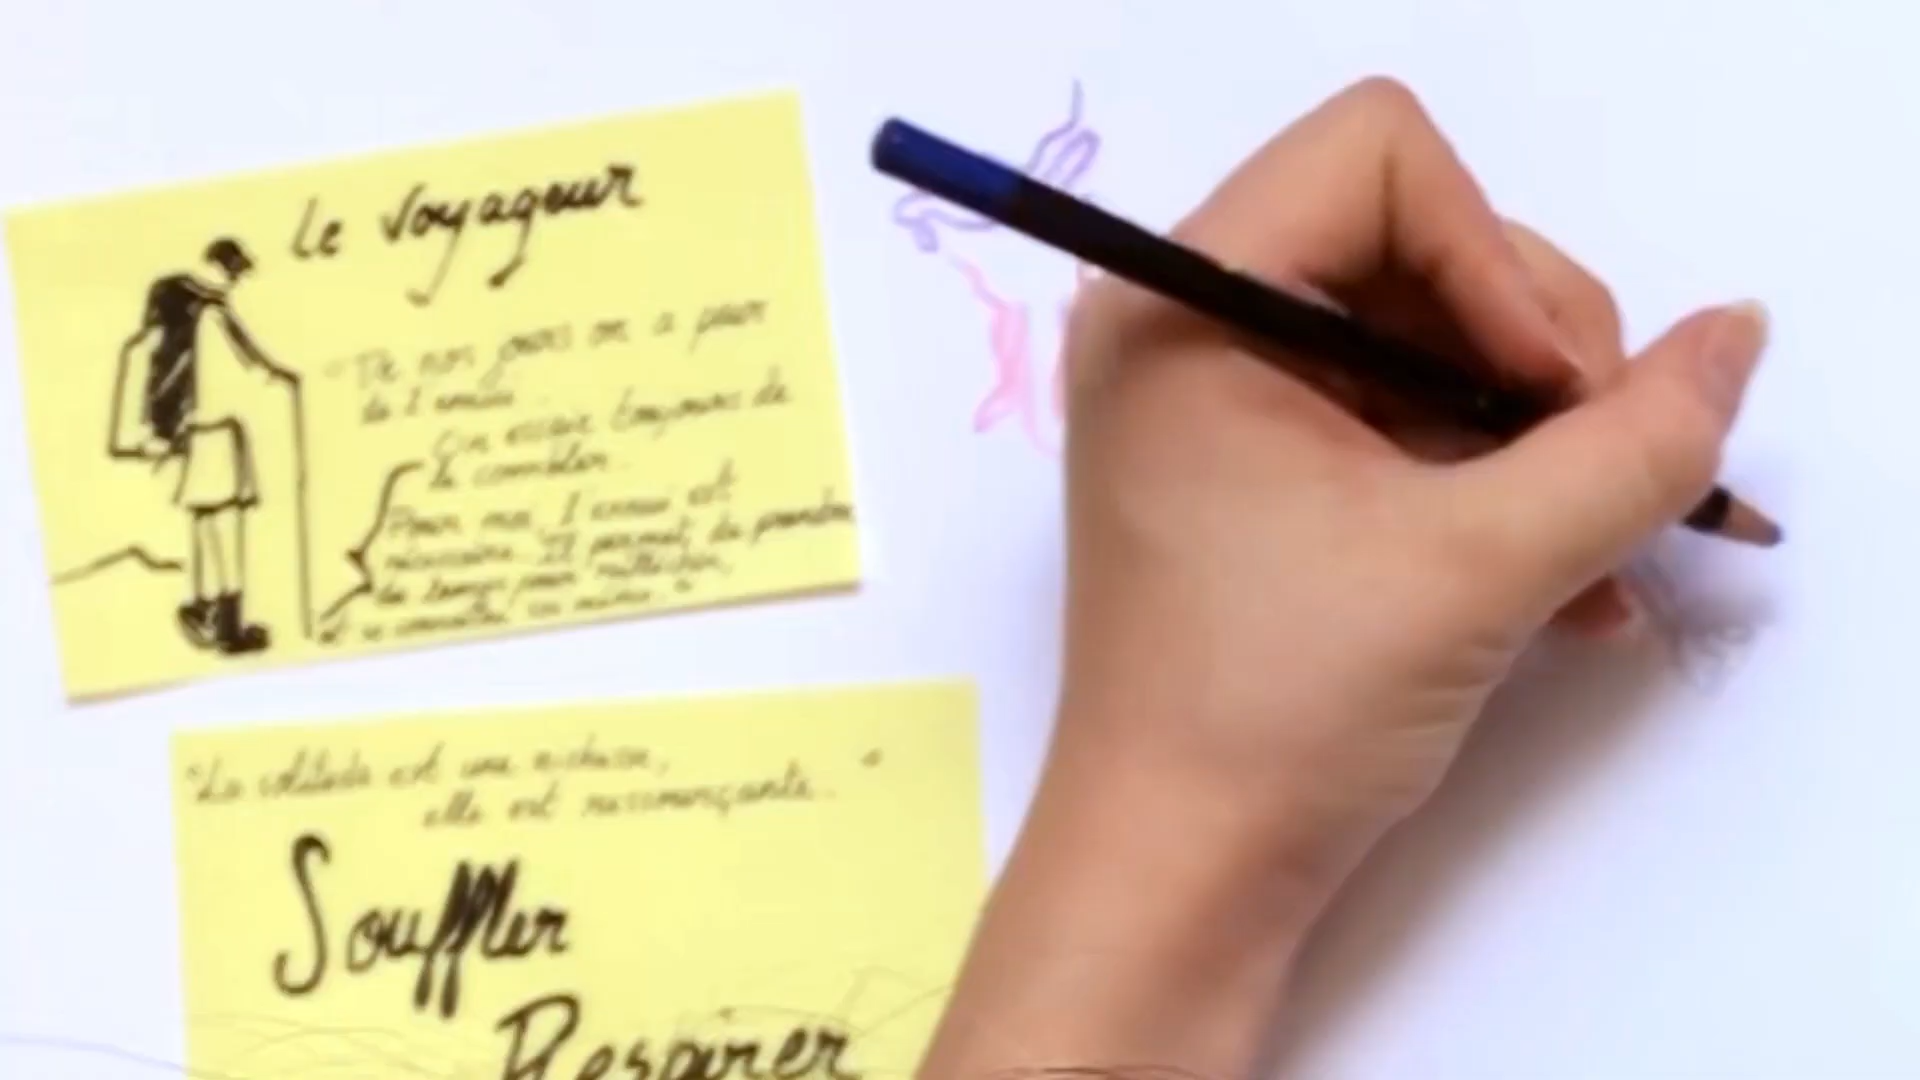 Le Voyageur
"De nos jours on a peur
de l'ennui.
On essaie toujours de
le combler.
Pour moi, l'ennui est
nécessaire. Il permet de prendre
du temps pour réfléchir,
et se connaître soi même."
"La solitude est une richesse,
elle est ressourçante. "
Souffler
Respirer